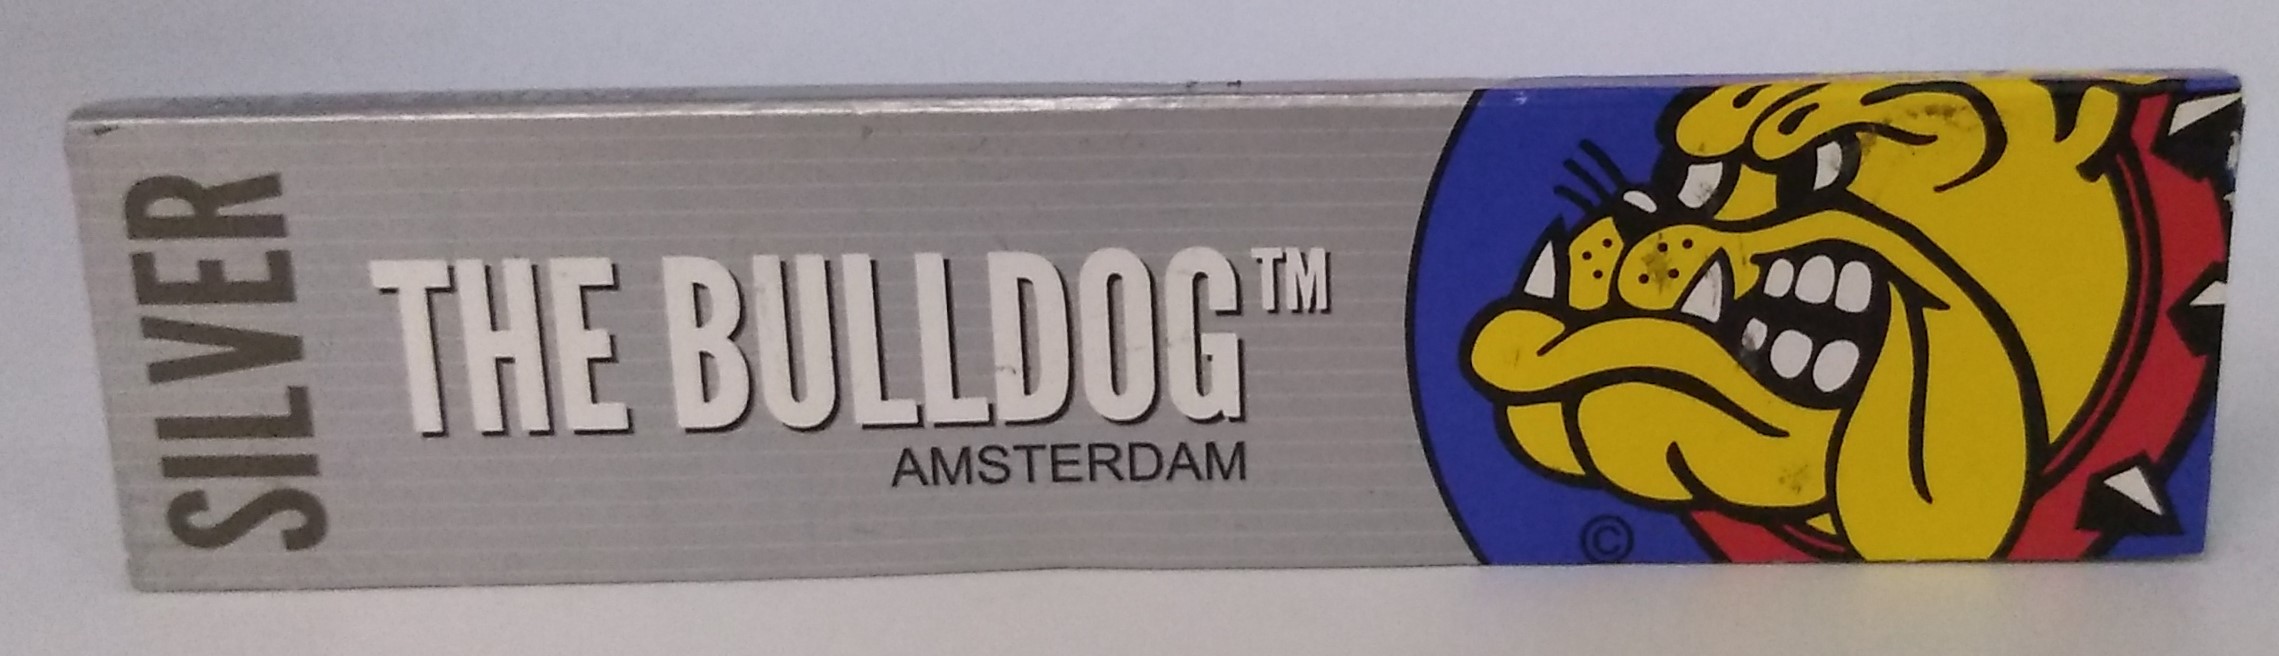 SILVER
THE BULLDOG™
AMSTERDAM
©